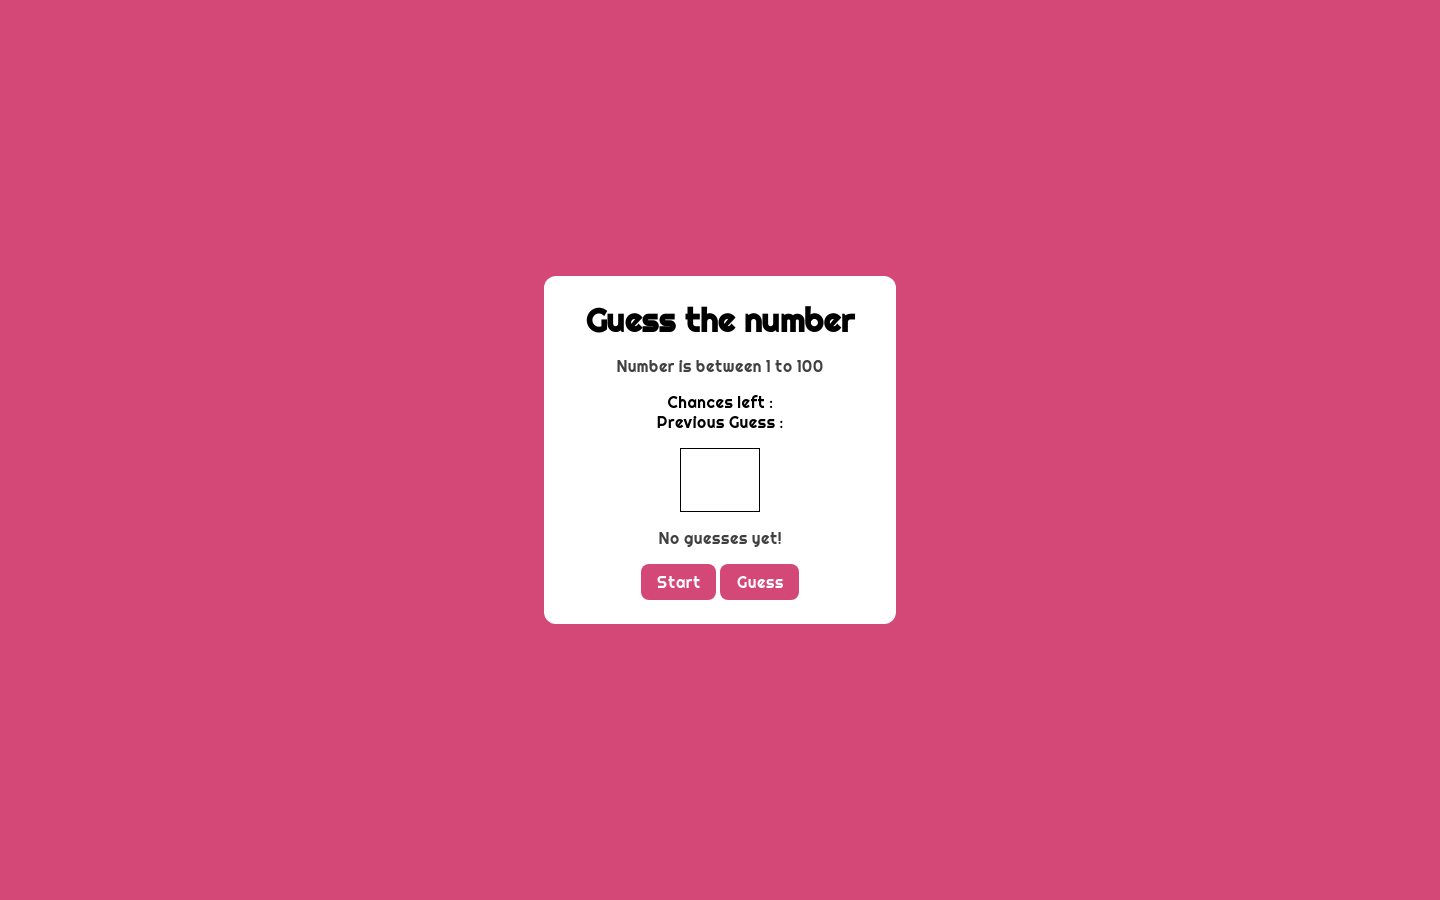 Guess the number
Number is between 1 to 100
Chances left :
Previous Guess :
No guesses yet!
Start Guess